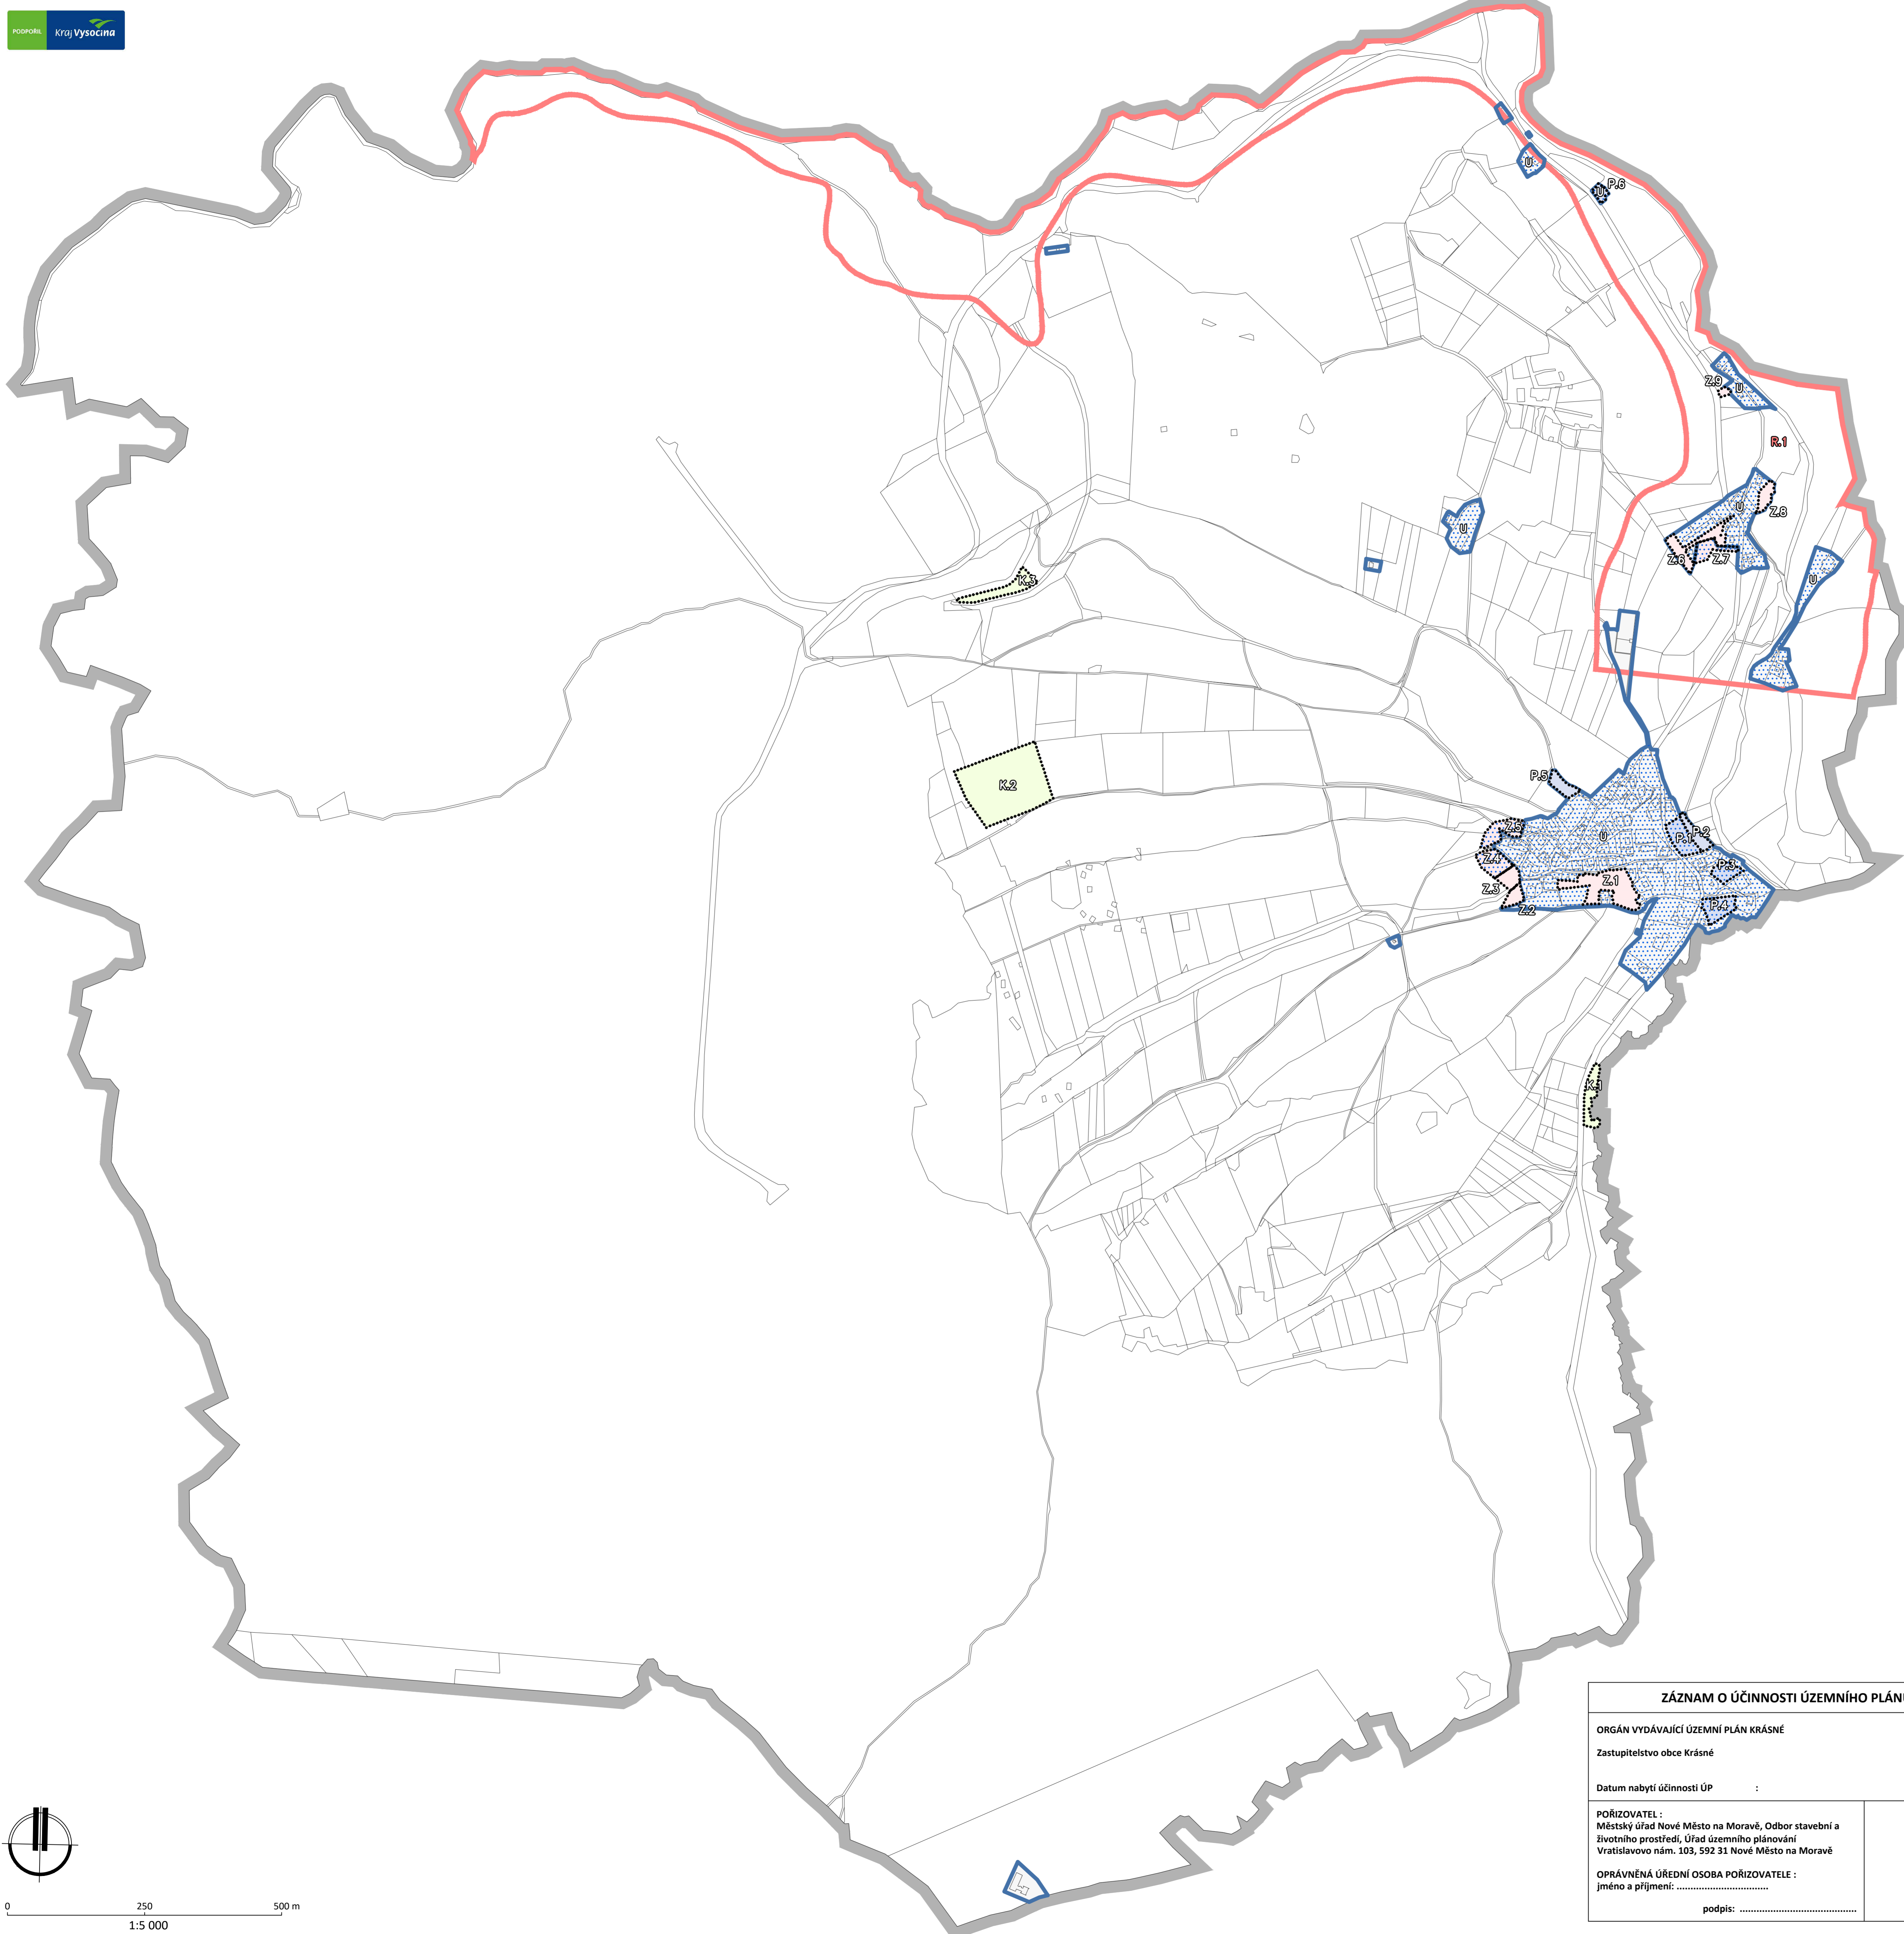 PODPOŘIL Kraj Vysočina
U
U P.6
Z.9 U
R.1
U Z.8
U
Z.6 Z.7
U
K.3
K.2
P.5
Z.5 U P.1 P.2
Z.4 P.3
Z.3 Z.1
Z.2 P.4
K.1
ZÁZNAM O ÚČINNOSTI ÚZEMNÍHO PLÁNU
ORGÁN VYDÁVAJÍCÍ ÚZEMNÍ PLÁN KRÁSNÉ
Zastupitelstvo obce Krásné
Datum nabytí účinnosti ÚP :
POŘIZOVATEL :
Městský úřad Nové Město na Moravě, Odbor stavební a
životního prostředí, Úřad územního plánování
Vratislavovo nám. 103, 592 31 Nové Město na Moravě
OPRÁVNĚNÁ ÚŘEDNÍ OSOBA POŘIZOVATELE :
jméno a příjmení: .................................
podpis: ..........................................
0 250 500 m
1:5 000